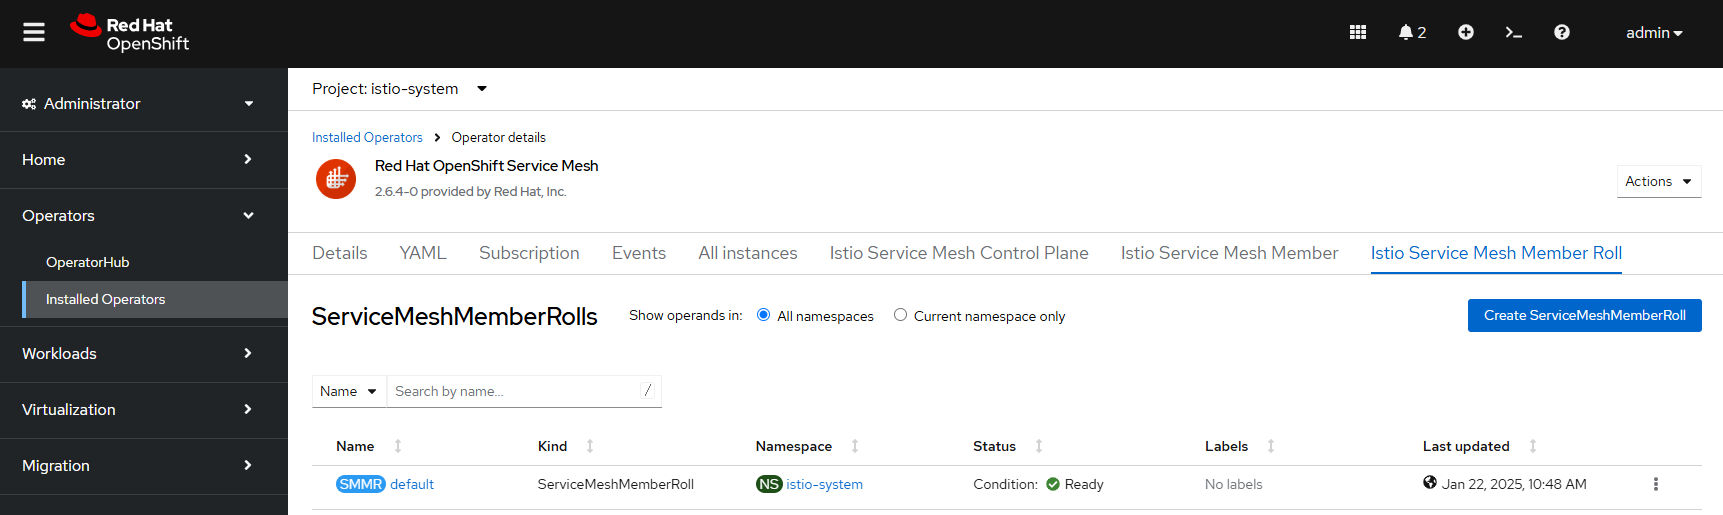 Red Hat
OpenShift
2
admin
Administrator
Home
Operators
OperatorHub
Installed Operators
Workloads
Virtualization
Migration
Project: istio-system
Installed Operators > Operator details
Red Hat OpenShift Service Mesh
2.6.4-0 provided by Red Hat, Inc.
Actions
Details YAML Subscription Events All instances Istio Service Mesh Control Plane Istio Service Mesh Member Istio Service Mesh Member Roll
ServiceMeshMemberRolls Show operands in: All namespaces Current namespace only Create ServiceMeshMemberRoll
Name Search by name... /
Name Kind Namespace Status Labels Last updated
SMMR default ServiceMeshMemberRoll NS istio-system Condition: Ready No labels Jan 22, 2025, 10:48 AM